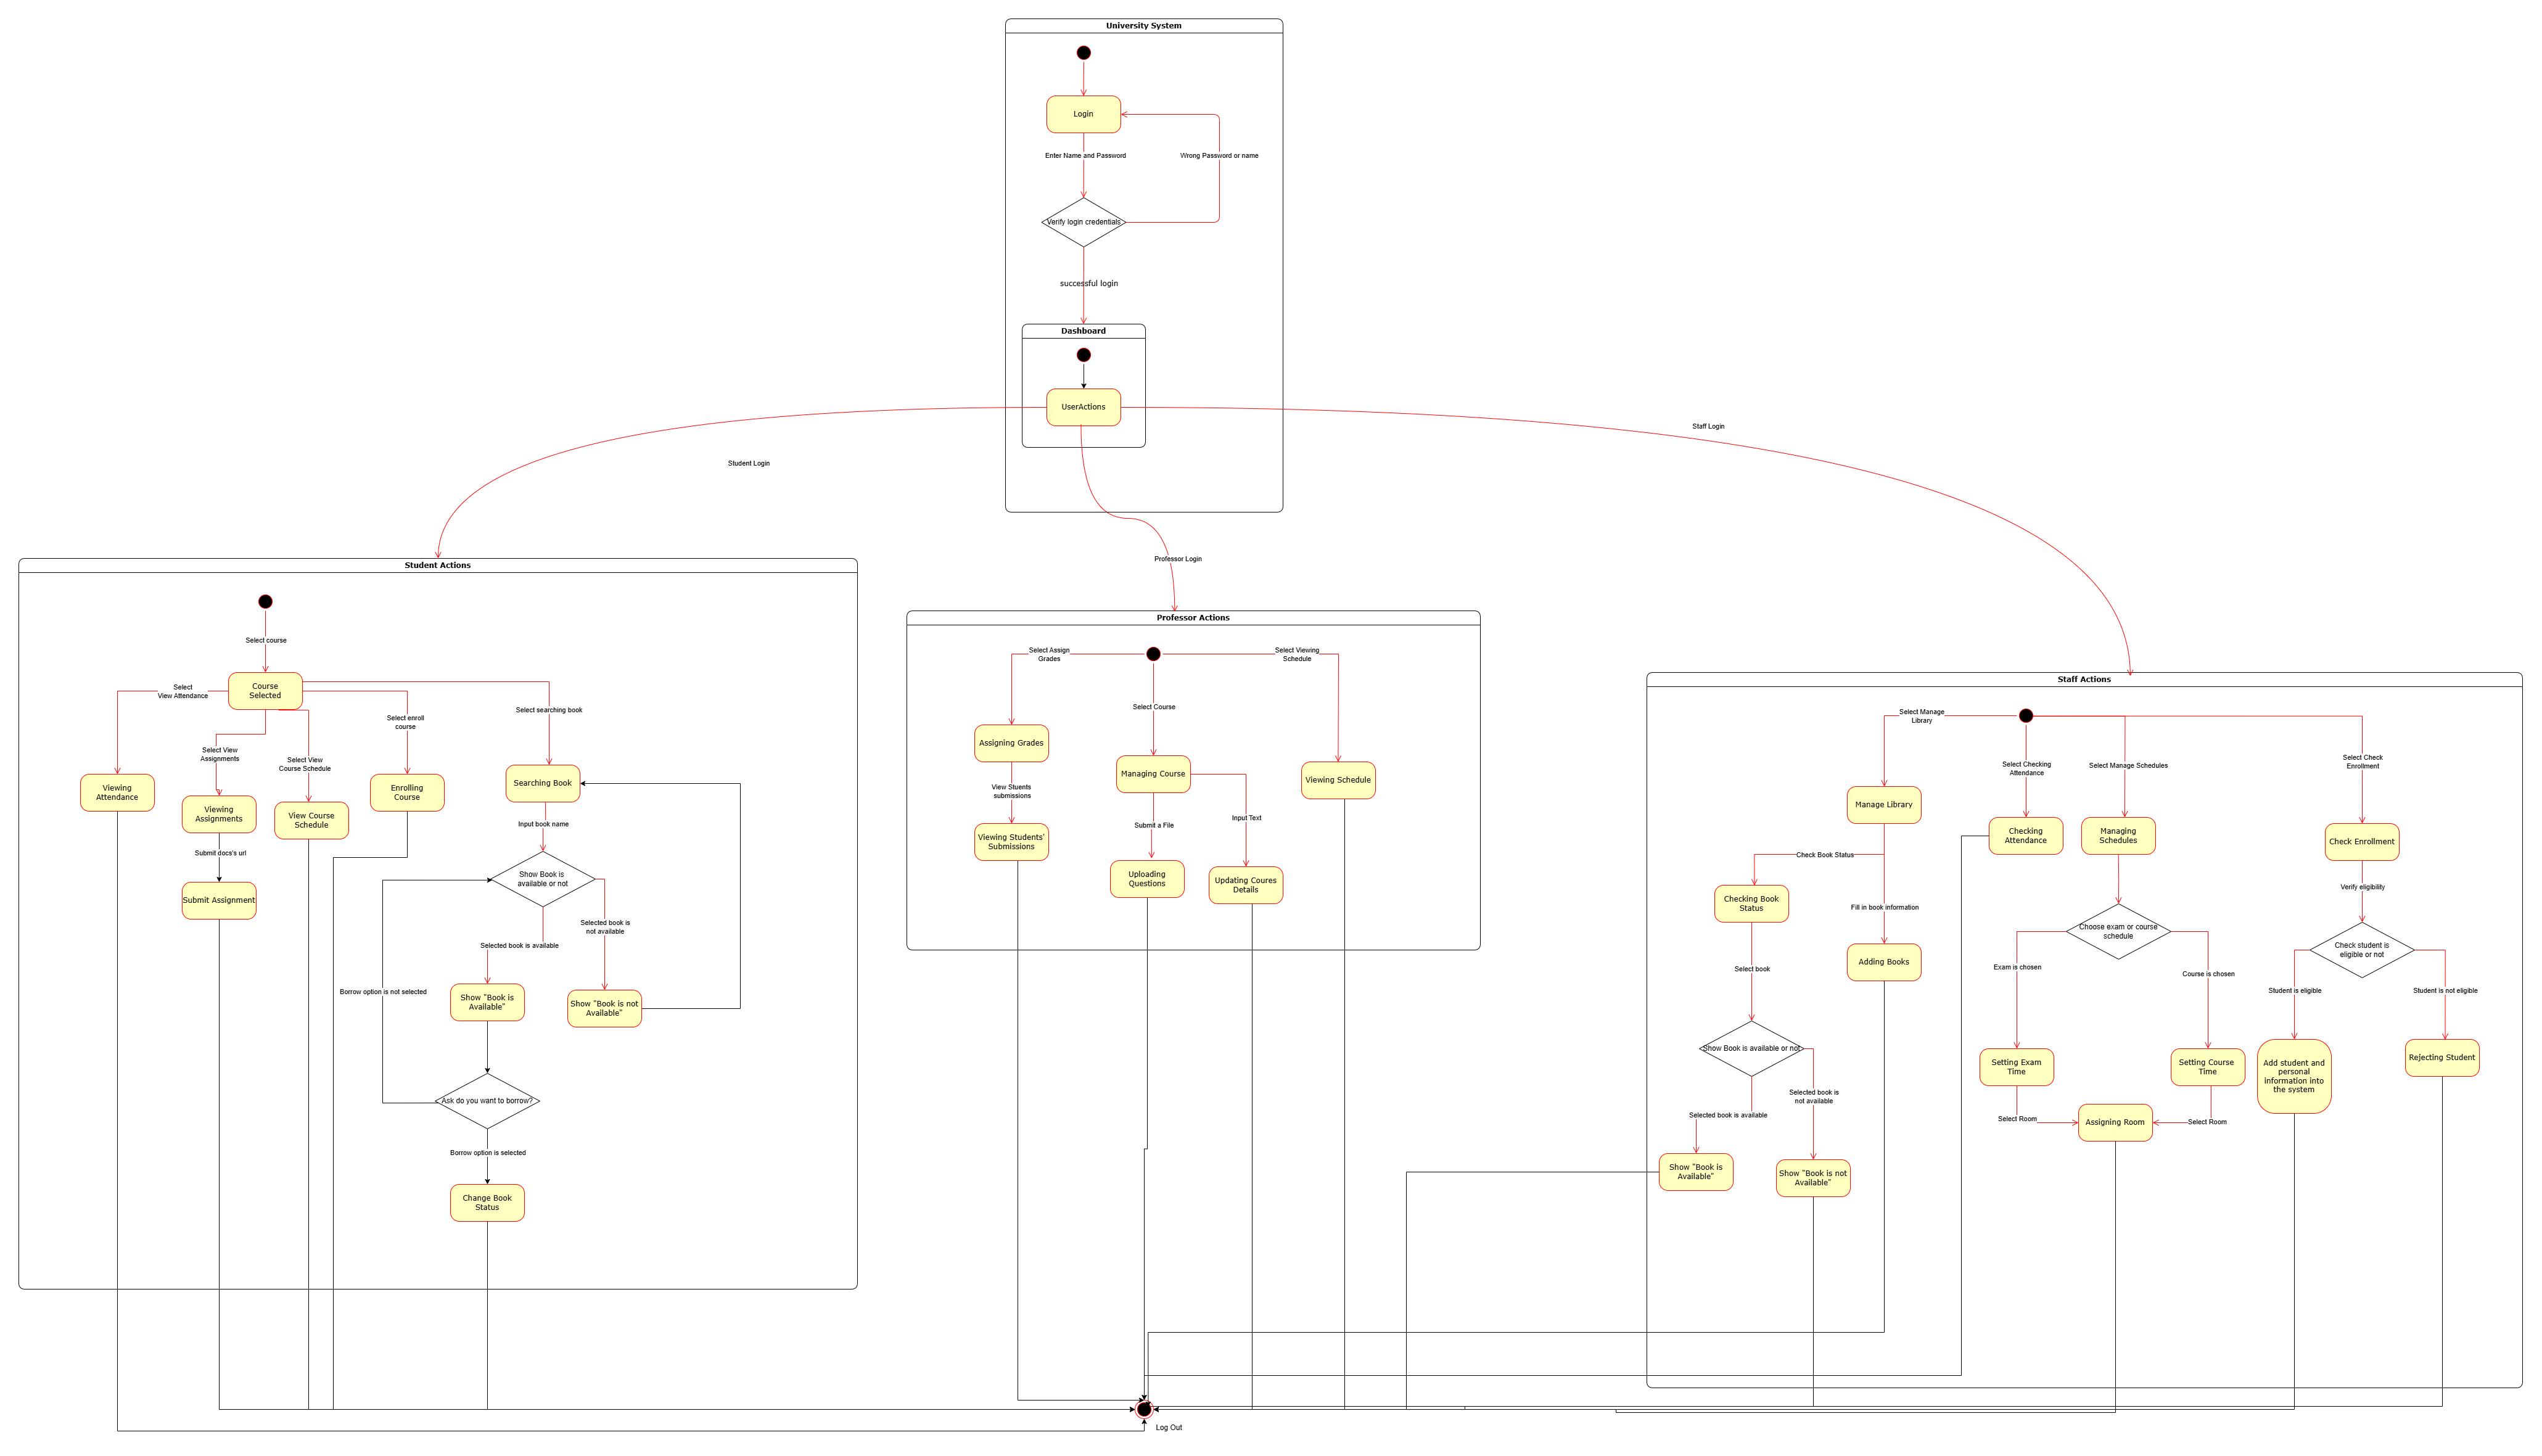 University System
Login
Enter Name and Password
Wrong Password or name
Verify login credentials
successful login
Dashboard
UserActions
Student Login
Staff Login
Professor Login
Student Actions
Select course
Course
Selected
Select
View Attendance
Select View
Assignments
Select View
Course Schedule
Select enroll
course
Select searching book
Viewing
Attendance
Viewing
Assignments
View Course
Schedule
Enrolling
Course
Searching Book
Submit docs's url
Submit Assignment
Input book name
Show Book is
available or not
Selected book is available
Selected book is
not available
Borrow option is not selected
Show "Book is
Available"
Show "Book is not
Available"
Ask do you want to borrow?
Borrow option is selected
Change Book
Status
Professor Actions
Select Assign
Grades
Select Course
Select Viewing
Schedule
Assigning Grades
Managing Course
Viewing Schedule
View Stuents
submissions
Submit a File
Input Text
Viewing Students'
Submissions
Uploading
Questions
Updating Coures
Details
Staff Actions
Select Manage
Library
Select Checking
Attendance
Select Manage Schedules
Select Check
Enrollment
Manage Library
Checking
Attendance
Managing
Schedules
Check Enrollment
Check Book Status
Fill in book information
Verify eligibility
Checking Book
Status
Adding Books
Choose exam or course
schedule
Check student is
eligible or not
Select book
Exam is chosen
Course is chosen
Student is eligible
Student is not eligible
Show Book is available or not
Setting Exam
Time
Setting Course
Time
Add student and
personal
information into
the system
Rejecting Student
Selected book is available
Selected book is
not available
Select Room
Assigning Room
Select Room
Show "Book is
Available"
Show "Book is not
Available"
Log Out